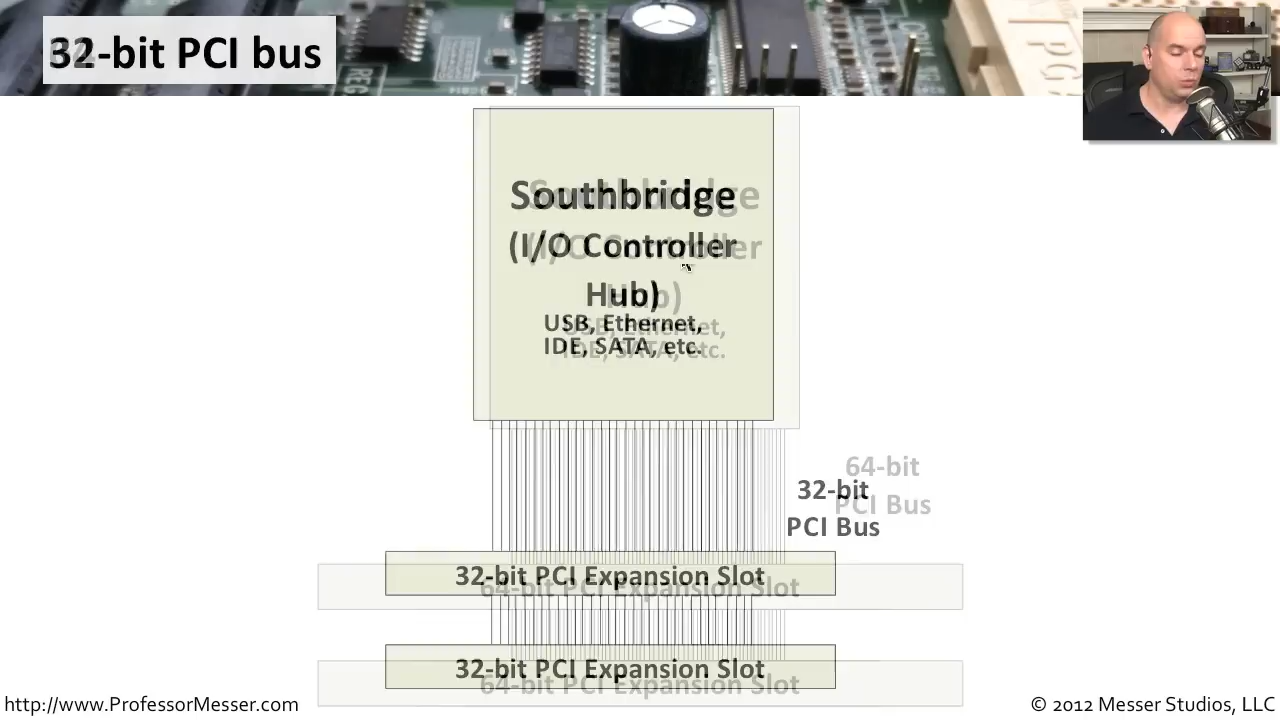 32-bit PCI bus
Southbridge
(I/O Controller
Hub)
USB, Ethernet,
IDE, SATA, etc.
64-bit
PCI Bus
32-bit
PCI Bus
32-bit PCI Expansion Slot
64-bit PCI Expansion Slot
32-bit PCI Expansion Slot
64-bit PCI Expansion Slot
http://www.ProfessorMesser.com
© 2012 Messer Studios, LLC